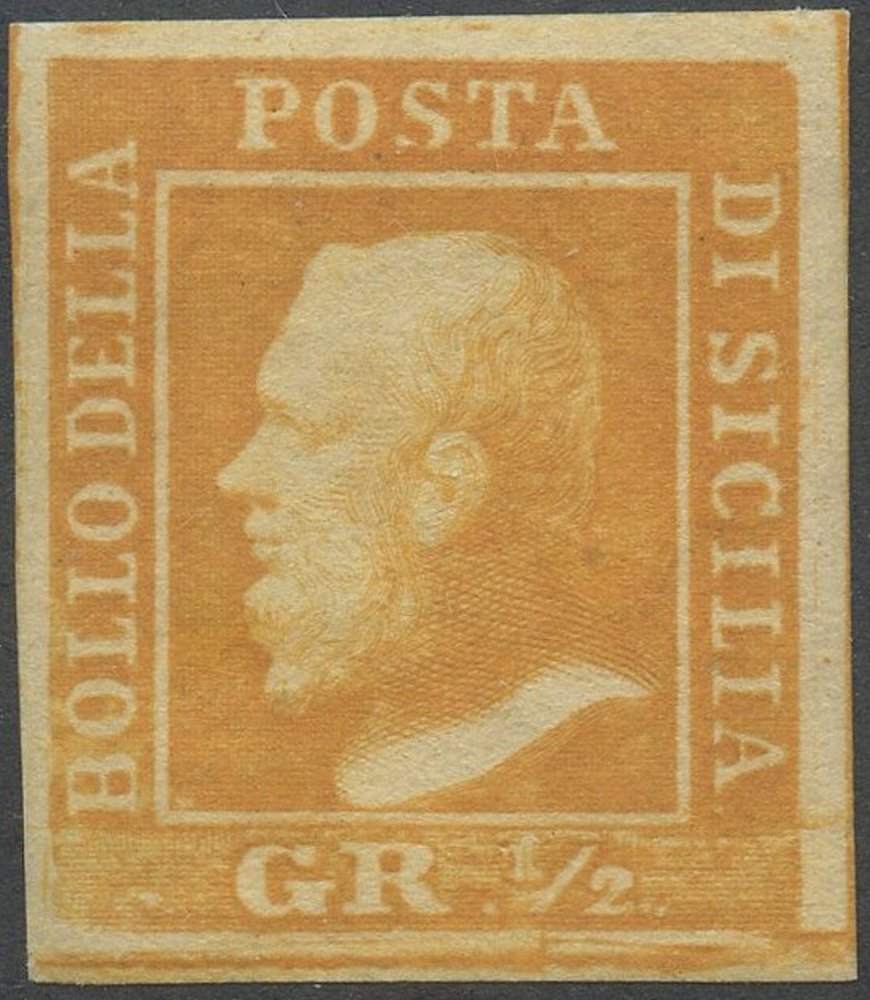 BOLLO DELLA
POSTA
DI SICILIA
GR. 1/2